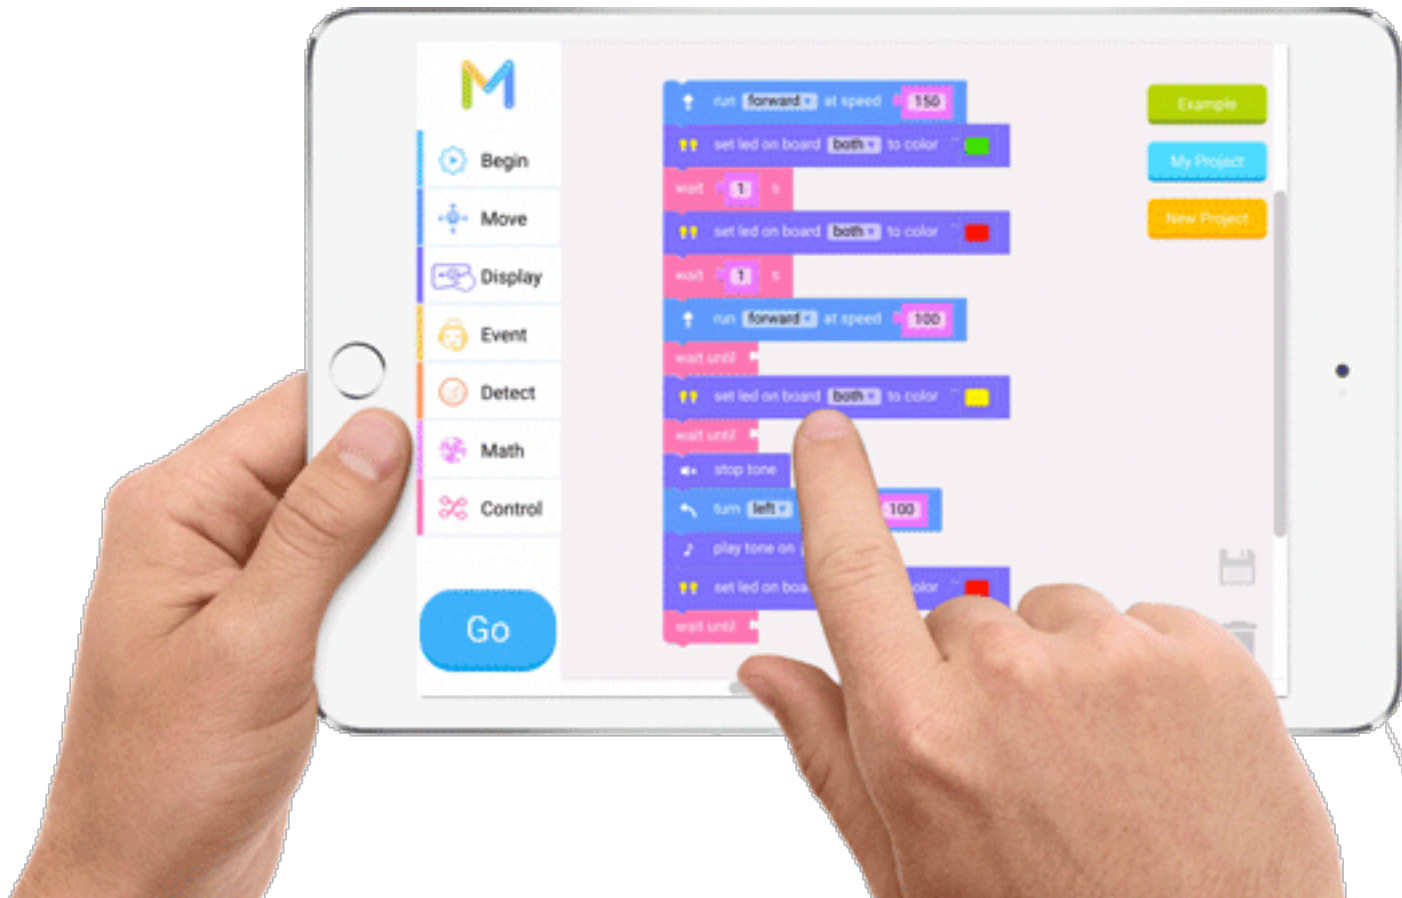 M
Begin
Move
Display
Event
Detect
Math
Control
Go
run forward at speed 150
set led on board both to color
wait 1 s
set led on board both to color
wait 1 s
run forward at speed 100
wait until
set led on board both to color
wait until
stop tone
turn left 100
play tone on
set led on boa olor
wait until
Example
My Project
New Project